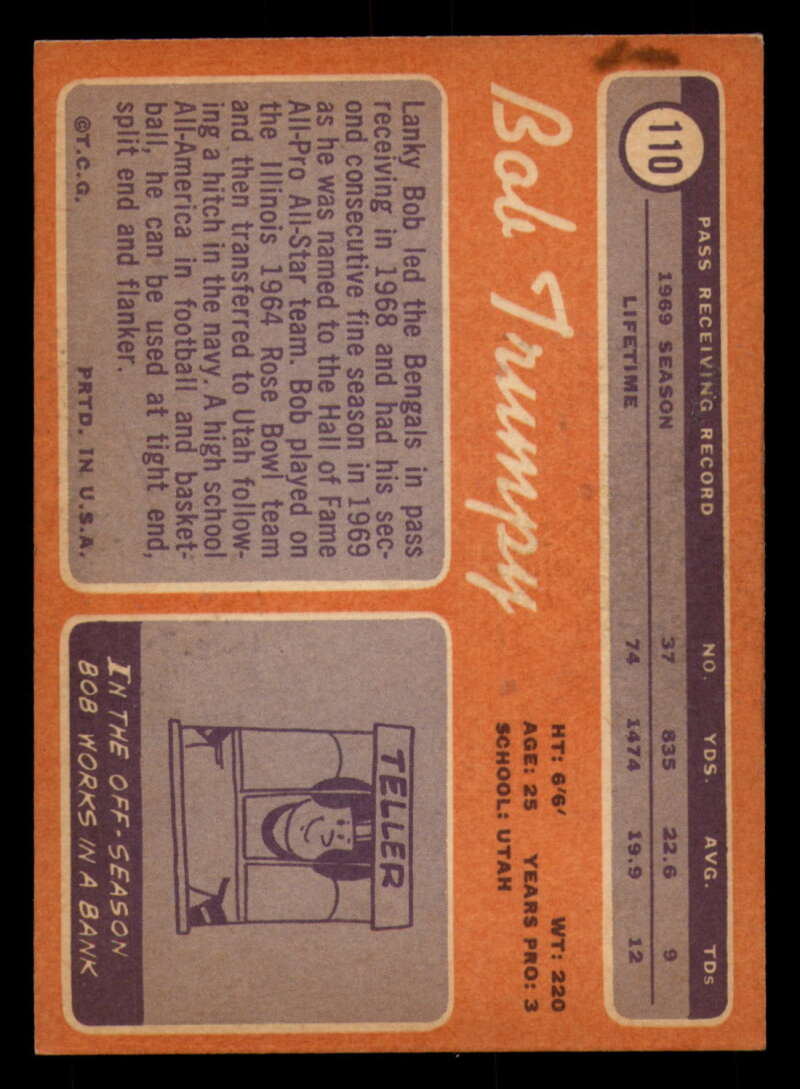 110
PASS RECEIVING RECORD NO. YDS. AVG. TDs
1969 SEASON 37 835 22.6 9
LIFETIME 74 1474 19.9 12
Bob Trumpy
HT: 6'6' WT: 220
AGE: 25 YEARS PRO: 3
SCHOOL: UTAH
Lanky Bob led the Bengals in pass
receiving in 1968 and had his sec-
ond consecutive fine season in 1969
as he was named to the Hall of Fame
All-Pro All-Star team. Bob played on
the Illinois 1964 Rose Bowl team
and then transferred to Utah follow-
ing a hitch in the navy. A high school
All-America in football and basket-
ball, he can be used at tight end,
split end and flanker.
©T.C.G. PRTD. IN U.S.A.
TELLER
IN THE OFF-SEASON
BOB WORKS IN A BANK